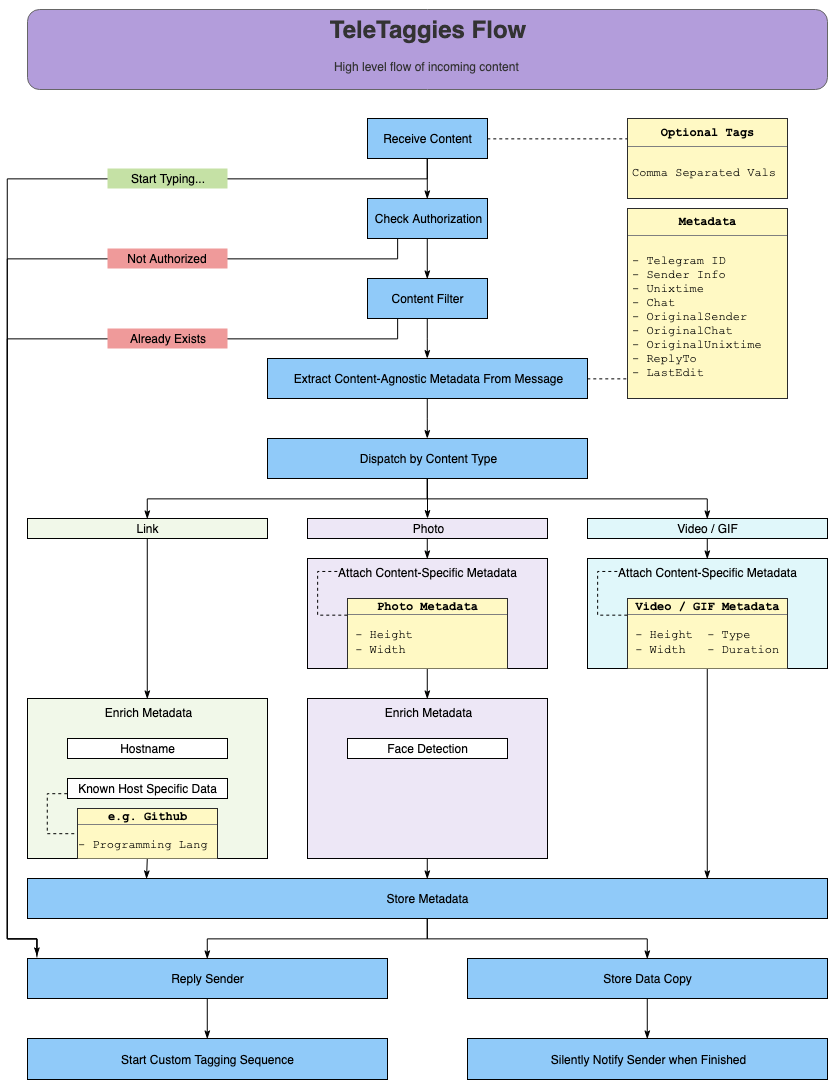 TeleTaggies Flow
High level flow of incoming content
Receive Content
Optional Tags
Comma Separated Vals
Start Typing...
Check Authorization
Metadata
- Telegram ID
- Sender Info
- Unixtime
- Chat
- OriginalSender
- OriginalChat
- OriginalUnixtime
- ReplyTo
- LastEdit
Not Authorized
Content Filter
Already Exists
Extract Content-Agnostic Metadata From Message
Dispatch by Content Type
Link
Photo
Video / GIF
Attach Content-Specific Metadata
Photo Metadata
- Height
- Width
Attach Content-Specific Metadata
Video / GIF Metadata
- Height - Type
- Width - Duration
Enrich Metadata
Hostname
Known Host Specific Data
e.g. Github
- Programming Lang
Enrich Metadata
Face Detection
Store Metadata
Reply Sender
Store Data Copy
Start Custom Tagging Sequence
Silently Notify Sender when Finished